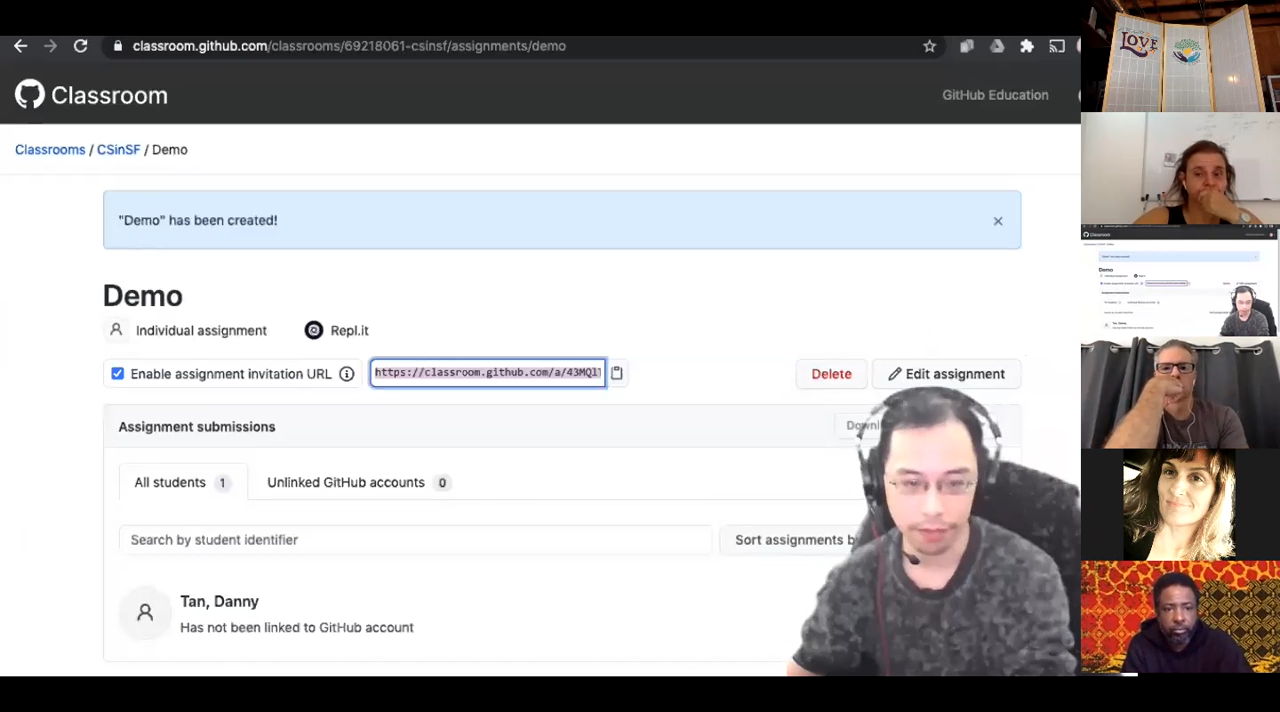 classroom.github.com/classrooms/69218061-csinsf/assignments/demo
Classroom
GitHub Education
Classrooms / CSinSF / Demo
"Demo" has been created!
Demo
Individual assignment
Repl.it
Enable assignment invitation URL
https://classroom.github.com/a/43MQl
Delete
Edit assignment
Assignment submissions
All students 1
Unlinked GitHub accounts 0
Search by student identifier
Sort assignments
Tan, Danny
Has not been linked to GitHub account
LOVE
Classroom
Demo